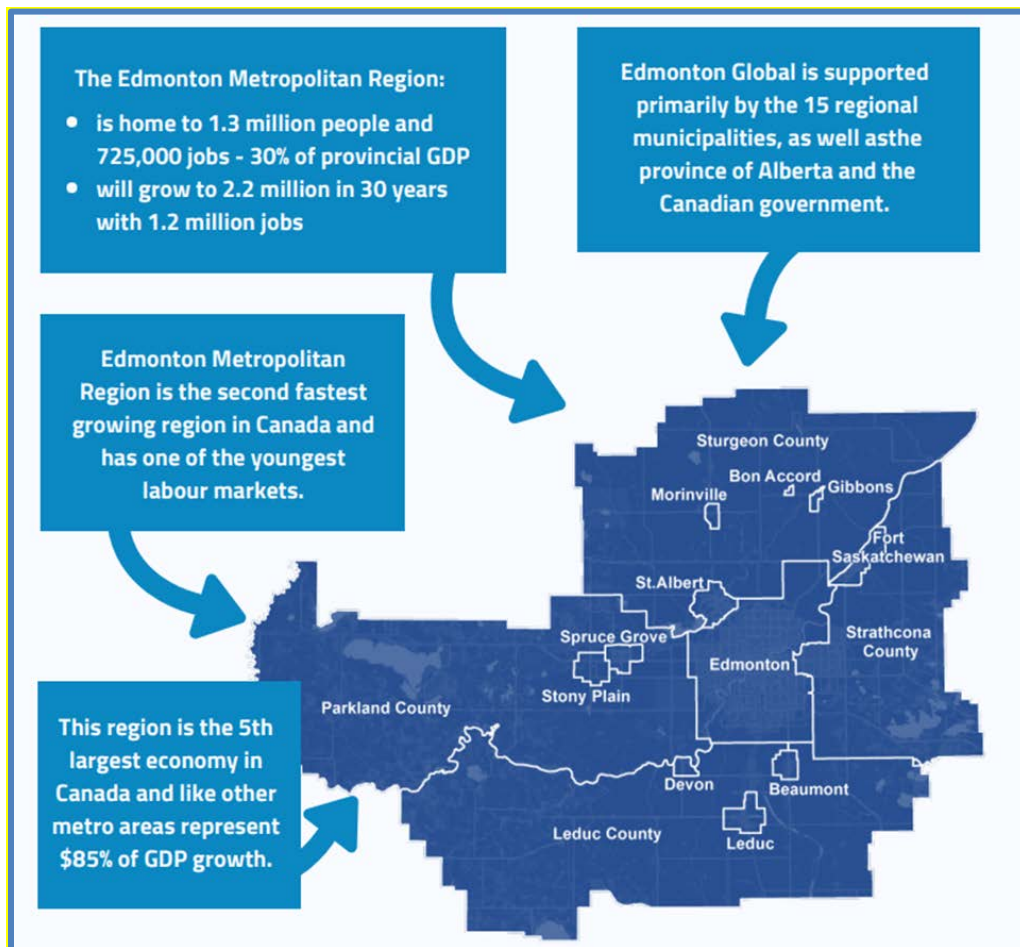 The Edmonton Metropolitan Region:
• is home to 1.3 million people and
725,000 jobs - 30% of provincial GDP
• will grow to 2.2 million in 30 years
with 1.2 million jobs
Edmonton Global is supported
primarily by the 15 regional
municipalities, as well asthe
province of Alberta and the
Canadian government.
Edmonton Metropolitan
Region is the second fastest
growing region in Canada and
has one of the youngest
labour markets.
This region is the 5th
largest economy in
Canada and like other
metro areas represent
$85% of GDP growth.
Sturgeon County
Bon Accord
Gibbons
Morinville
Fort
Saskatchewan
St.Albert
Spruce Grove
Strathcona
County
Edmonton
Stony Plain
Parkland County
Devon
Beaumont
Leduc County
Leduc